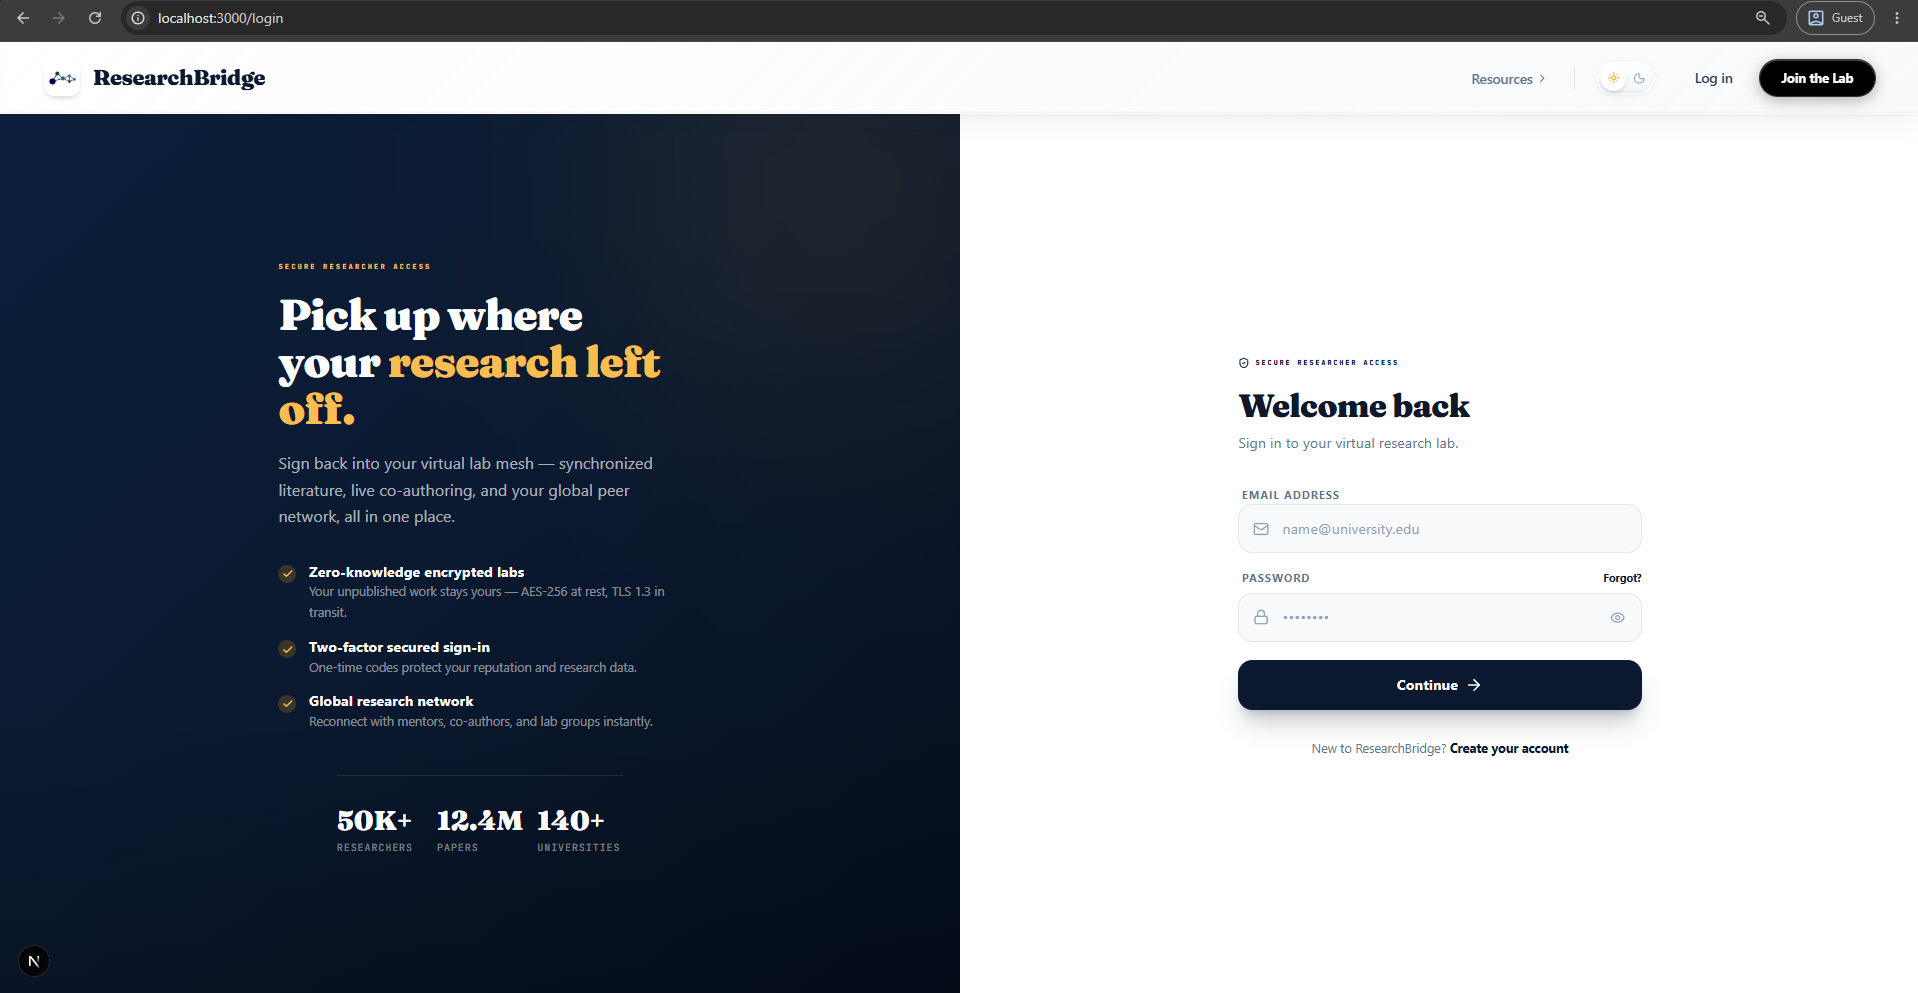 localhost:3000/login
Guest
ResearchBridge
Resources
Log in
Join the Lab
SECURE RESEARCHER ACCESS
Pick up where
your research left
off.
Sign back into your virtual lab mesh — synchronized
literature, live co-authoring, and your global peer
network, all in one place.
Zero-knowledge encrypted labs
Your unpublished work stays yours — AES-256 at rest, TLS 1.3 in
transit.
Two-factor secured sign-in
One-time codes protect your reputation and research data.
Global research network
Reconnect with mentors, co-authors, and lab groups instantly.
50K+ 12.4M 140+
RESEARCHERS PAPERS UNIVERSITIES
N
SECURE RESEARCHER ACCESS
Welcome back
Sign in to your virtual research lab.
EMAIL ADDRESS
name@university.edu
PASSWORD Forgot?
••••••••
Continue →
New to ResearchBridge? Create your account